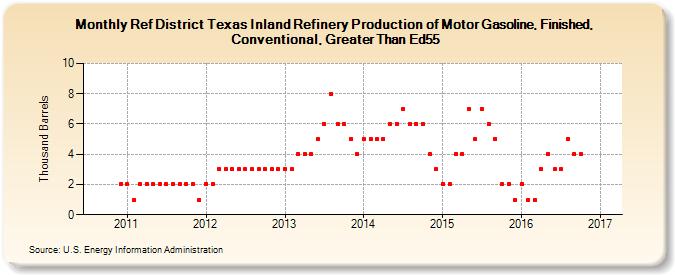 Monthly Ref District Texas Inland Refinery Production of Motor Gasoline, Finished,
Conventional, Greater Than Ed55
Thousand Barrels
10
8
6
4
2
0
2011 2012 2013 2014 2015 2016 2017
Source: U.S. Energy Information Administration